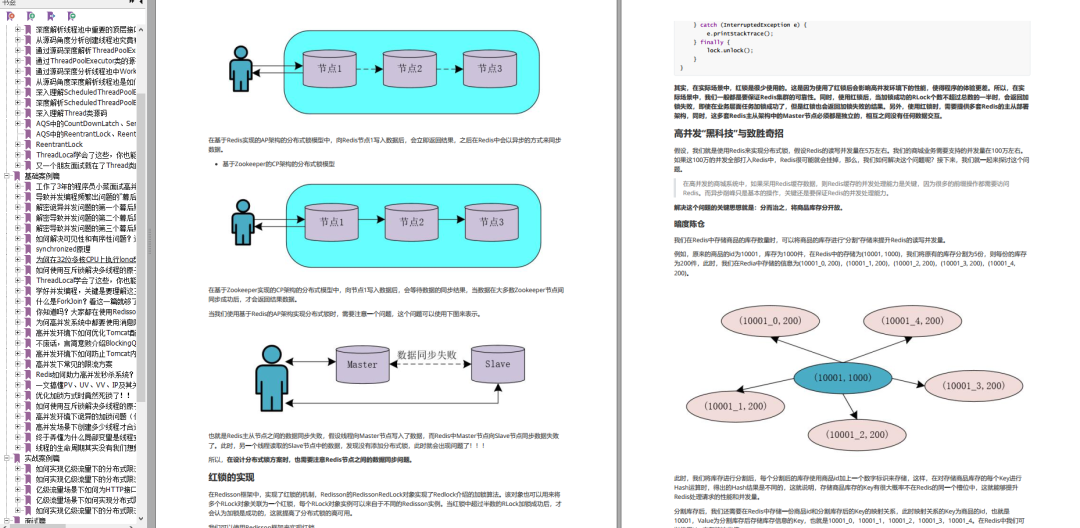 书签
深度解析线程池中重要的顶层接
从源码角度分析创建线程池究竟
通过源码深度解析ThreadPoolEx
通过ThreadPoolExecutor类的源
通过源码深度分析线程池中Work
从源码角度深度解析线程池是如
深入理解ScheduledThreadPoolE
深度解析ScheduledThreadPoolE
深入理解Thread类源码
AQS中的CountDownLatch、Sen
AQS中的ReentrantLock、Reent
ReentrantLock
ThreadLoca学会了这些，你也能
又一个朋友面试栽在了Thread类
基础案例篇
工作了3年的程序员小菜面试高并
导致并发编程频繁出问题的“幕后
解密诡异并发问题的第一个幕后
解密导致并发问题的第二个幕后
解密导致并发问题的第三个幕后
如何解决可见性和有序性问题？
synchronized原理
为何在32位多核CPU上执行long
如何使用互斥锁解决多线程的原
ThreadLoca学会了这些，你也能
学好并发编程，关键是要理解这三
什么是ForkJoin？看这一篇就够了
你知道吗？大家都在使用Redisso
为何高并发系统中都要使用消息队
高并发环境下如何优化Tomcat
不废话，言简意赅介绍BlockingQ
高并发环境下如何防止Tomcat内
高并发下常见的限流方案
Redis如何助力高并发秒杀系统？
一文搞懂PV、UV、VV、IP及其关
优化加锁方式时竟然死锁了！！
如何使用互斥锁解决多线程的原子
高并发环境下诡异的加锁问题（
高并发场景下创建多少线程才合
终于弄懂为什么局部变量是线程
线程的生命周期其实没有我们想
实战案例篇
如何实现亿级流量下的分布式限
如何实现亿级流量下的分布式限
亿级流量场景下如何为HTTP接口
亿级流量场景下如何实现分布式
节点1
节点2
节点3
在基于Redis实现的AP架构的分布式锁模型中，向Redis节点1写入数据后，会立即返回结果，之后在Redis中会以异步的方式来同步
数据。
• 基于Zookeeper的CP架构的分布式锁模型
节点1
节点2
节点3
在基于Zookeeper实现的CP架构的分布式模型中，向节点1写入数据后，会等待数据的同步结果，当数据在大多数Zookeeper节点间
同步成功后，才会返回结果数据。
当我们使用基于Redis的AP架构实现分布式锁时，需要注意一个问题，这个问题可以使用下图来表示。
数据同步失败
Master
Slave
也就是Redis主从节点之间的数据同步失败，假设线程向Master节点写入了数据，而Redis中Master节点向Slave节点同步数据失败
了。此时，另一个线程读取的Slave节点中的数据，发现没有添加分布式锁，此时就会出现问题了！！！
所以，在设计分布式锁方案时，也需要注意Redis节点之间的数据同步问题。
红锁的实现
在Redisson框架中，实现了红锁的机制，Redisson的RedissonRedLock对象实现了Redlock介绍的加锁算法。该对象也可以用来将
多个RLock对象关联为一个红锁，每个RLock对象实例可以来自于不同的Redisson实例。当红锁中超过半数的RLock加锁成功后，才
会认为加锁是成功的，这就提高了分布式锁的高可用。
我们可以使用Redisson框架来实现红锁。
} catch (InterruptedException e) {
e.printStackTrace();
} finally {
lock.unlock();
}
}
其实，在实际场景中，红锁是很少使用的。这是因为使用了红锁后会影响高并发环境下的性能，使得程序的体验更差。所以，在实
际场景中，我们一般都是要保证Redis集群的可靠性。同时，使用红锁后，当加锁成功的RLock个数不超过总数的一半时，会返回加
锁失败，即使在业务层面任务加锁成功了，但是红锁也会返回加锁失败的结果。另外，使用红锁时，需要提供多套Redis的主从部署
架构，同时，这多套Redis主从架构中的Master节点必须都是独立的，相互之间没有任何数据交互。
高并发“黑科技”与致胜奇招
假设，我们就是使用Redis来实现分布式锁，假设Redis的读写并发量在5万左右。我们的商城业务需要支持的并发量在100万左右。
如果这100万的并发全部打入Redis中，Redis很可能就会挂掉，那么，我们如何解决这个问题呢？接下来，我们就一起来探讨这个问
题。
在高并发的商城系统中，如果采用Redis缓存数据，则Redis缓存的并发处理能力是关键，因为很多的前缀操作都需要访问
Redis。而异步削峰只是基本的操作，关键还是要保证Redis的并发处理能力。
解决这个问题的关键思想就是：分而治之，将商品库存分开放。
暗度陈仓
我们在Redis中存储商品的库存数量时，可以将商品的库存进行“分割”存储来提升Redis的读写并发量。
例如，原来的商品的id为10001，库存为1000件，在Redis中的存储为(10001, 1000)，我们将原有的库存分割为5份，则每份的库存
为200件，此时，我们在Redia中存储的信息为(10001_0, 200)，(10001_1, 200)，(10001_2, 200)，(10001_3, 200)，(10001_4,
200)。
(10001_0, 200)
(10001_4, 200)
(10001, 1000)
(10001_3, 200)
(10001_1, 200)
(10001_2, 200)
此时，我们将库存进行分割后，每个分割后的库存使用商品id加上一个数字标识来存储，这样，在对存储商品库存的每个Key进行
Hash运算时，得出的Hash结果是不同的，这就说明，存储商品库存的Key有很大概率不在Redis的同一个槽位中，这就能够提升
Redis处理请求的性能和并发量。
分割库存后，我们还需要在Redis中存储一份商品id和分割库存后的Key的映射关系，此时映射关系的Key为商品的id，也就是
10001，Value为分割库存后存储库存信息的Key，也就是10001_0，10001_1，10001_2，10001_3，10001_4。在Redis中我们可